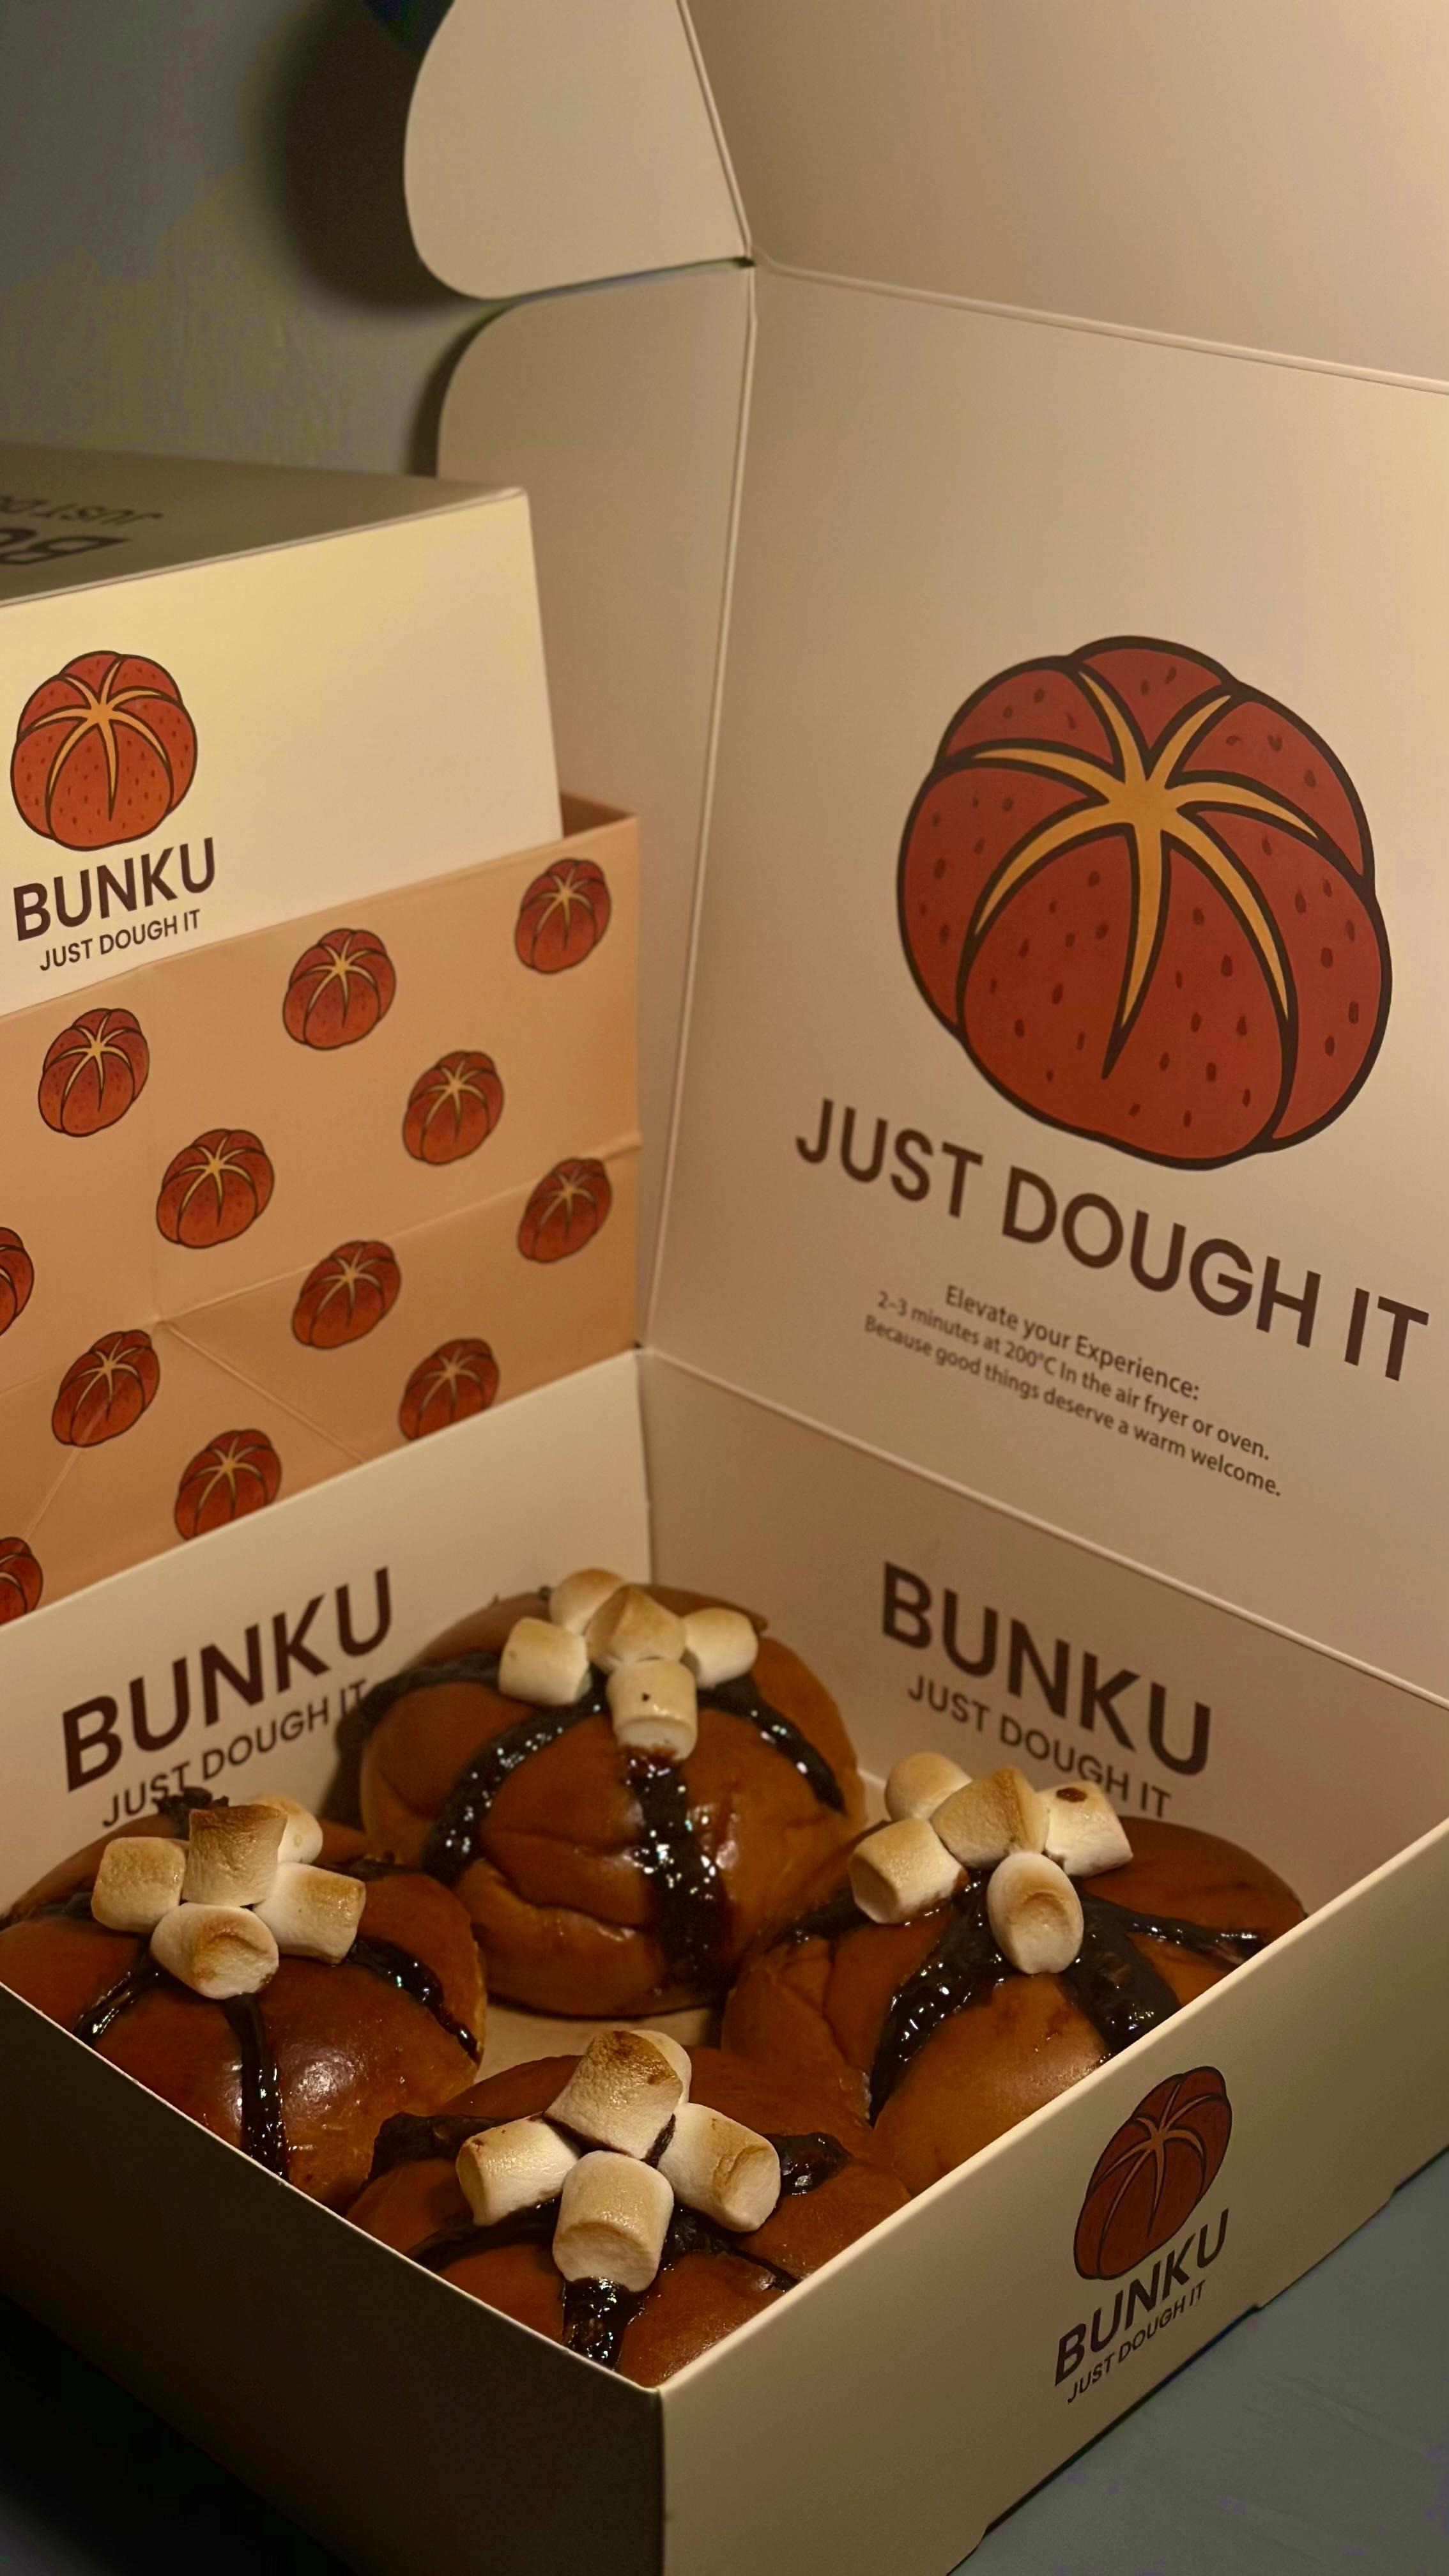 JUST D
BUNKU
JUST DOUGH IT
JUST DOUGH IT
Elevate your Experience:
2-3 minutes at 200°C In the air fryer or oven.
Because good things deserve a warm welcome.
BUNKU
JUST DOUGH IT
BUNKU
JUST DOUGH IT
BUNKU
JUST DOUGH IT